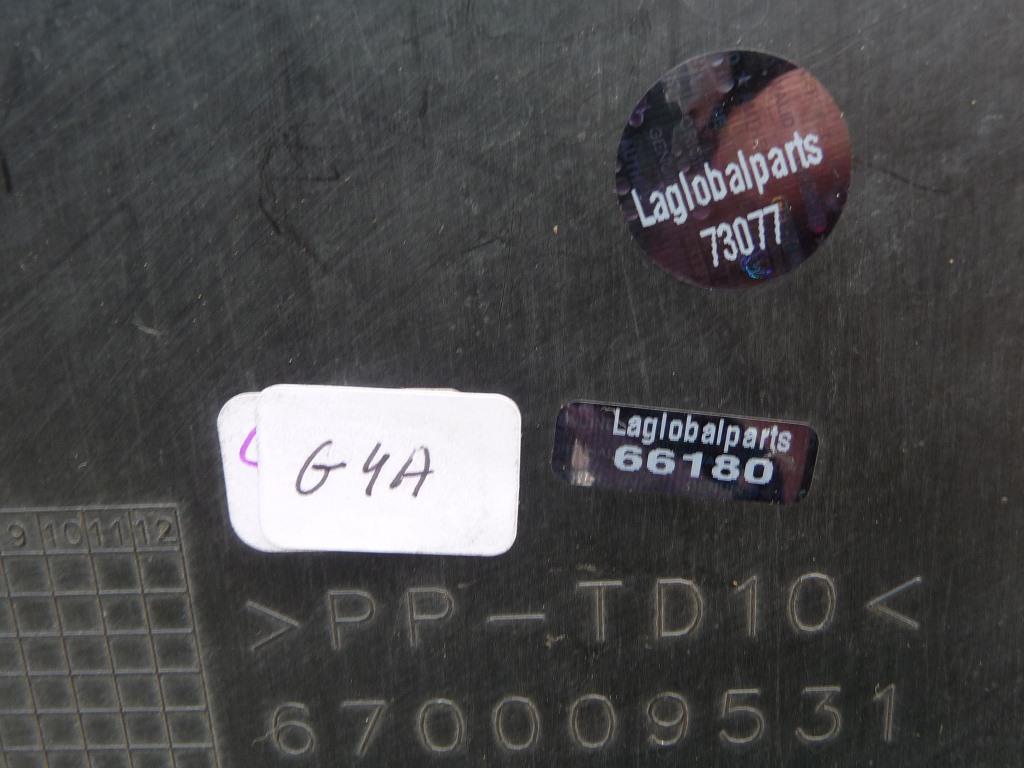 Laglobalparts
73077
Laglobalparts
66180
G4A
9 10 11 12
>PP-TD10<
670009531